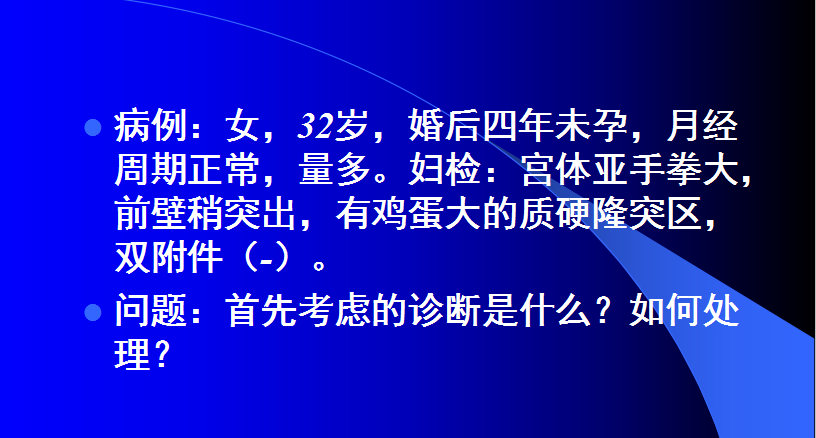 病例：女，32岁，婚后四年未孕，月经
周期正常，量多。妇检：宫体亚手拳大，
前壁稍突出，有鸡蛋大的质硬隆突区，
双附件（-）。
问题：首先考虑的诊断是什么？如何处
理？